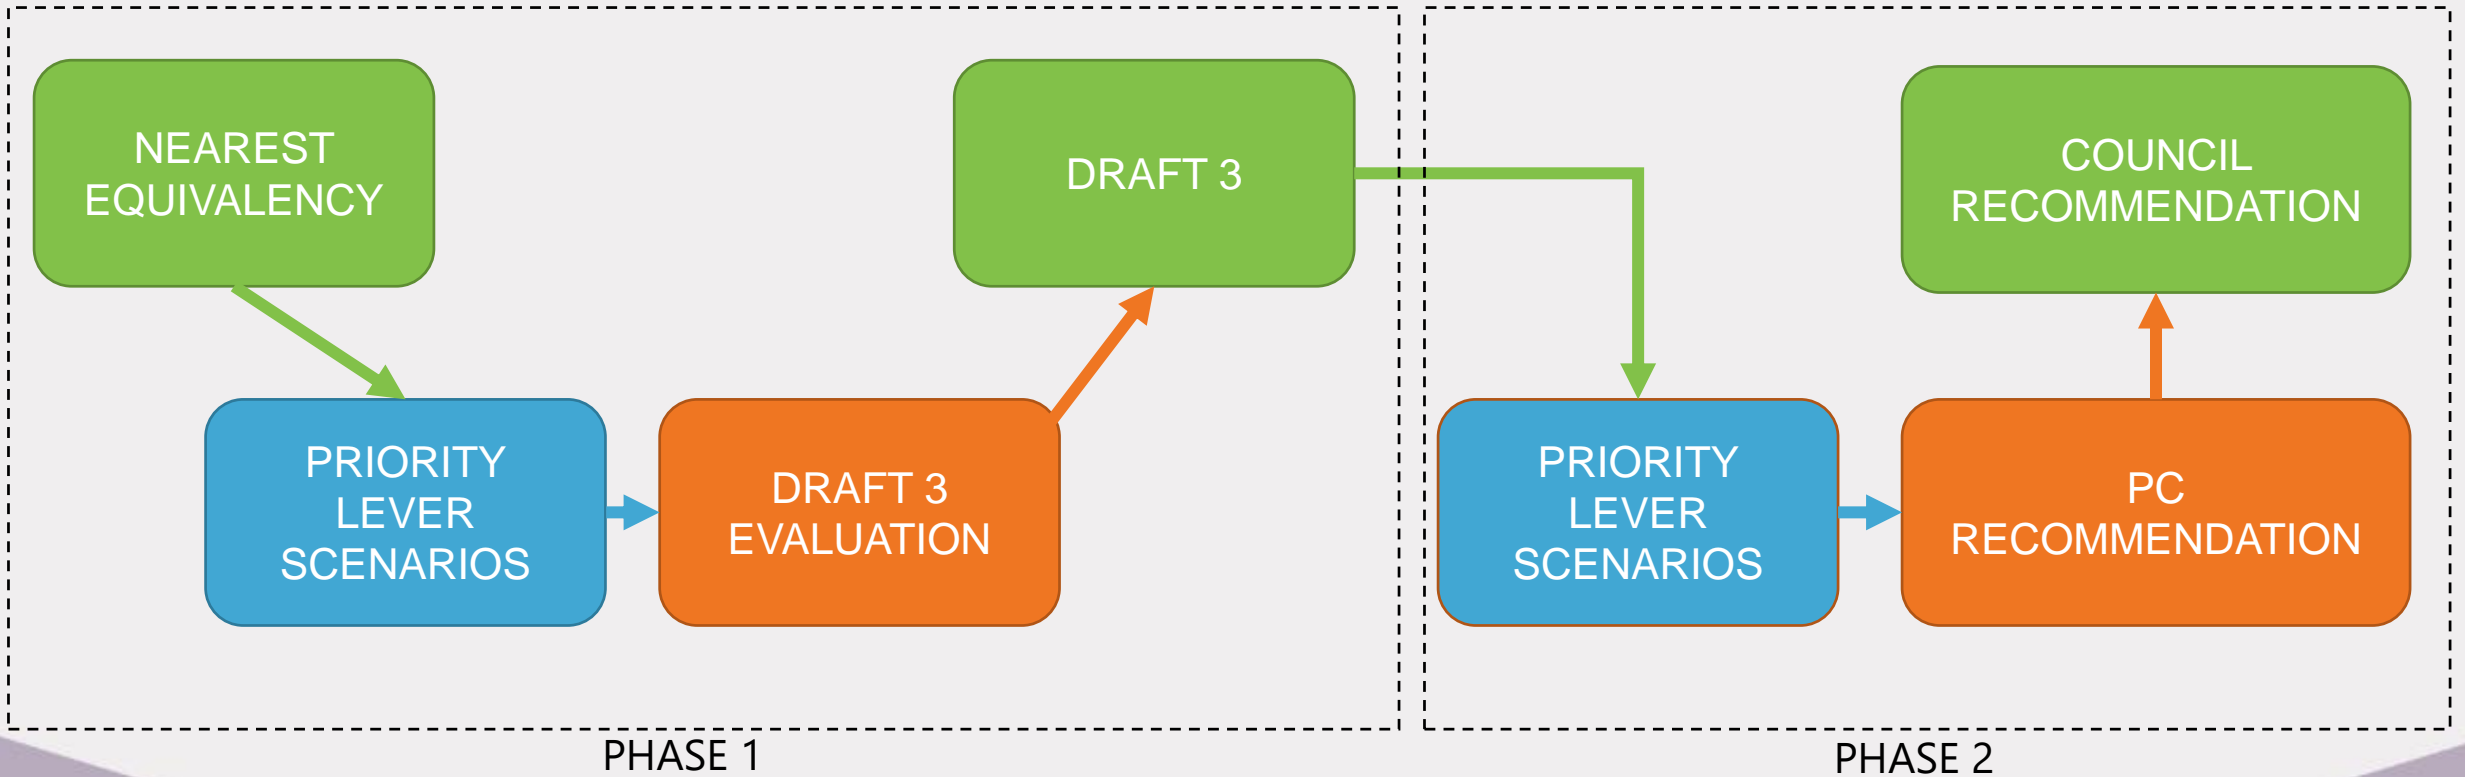 NEAREST
EQUIVALENCY
PRIORITY
LEVER
SCENARIOS
DRAFT 3
EVALUATION
DRAFT 3
PHASE 1
PRIORITY
LEVER
SCENARIOS
PC
RECOMMENDATION
COUNCIL
RECOMMENDATION
PHASE 2